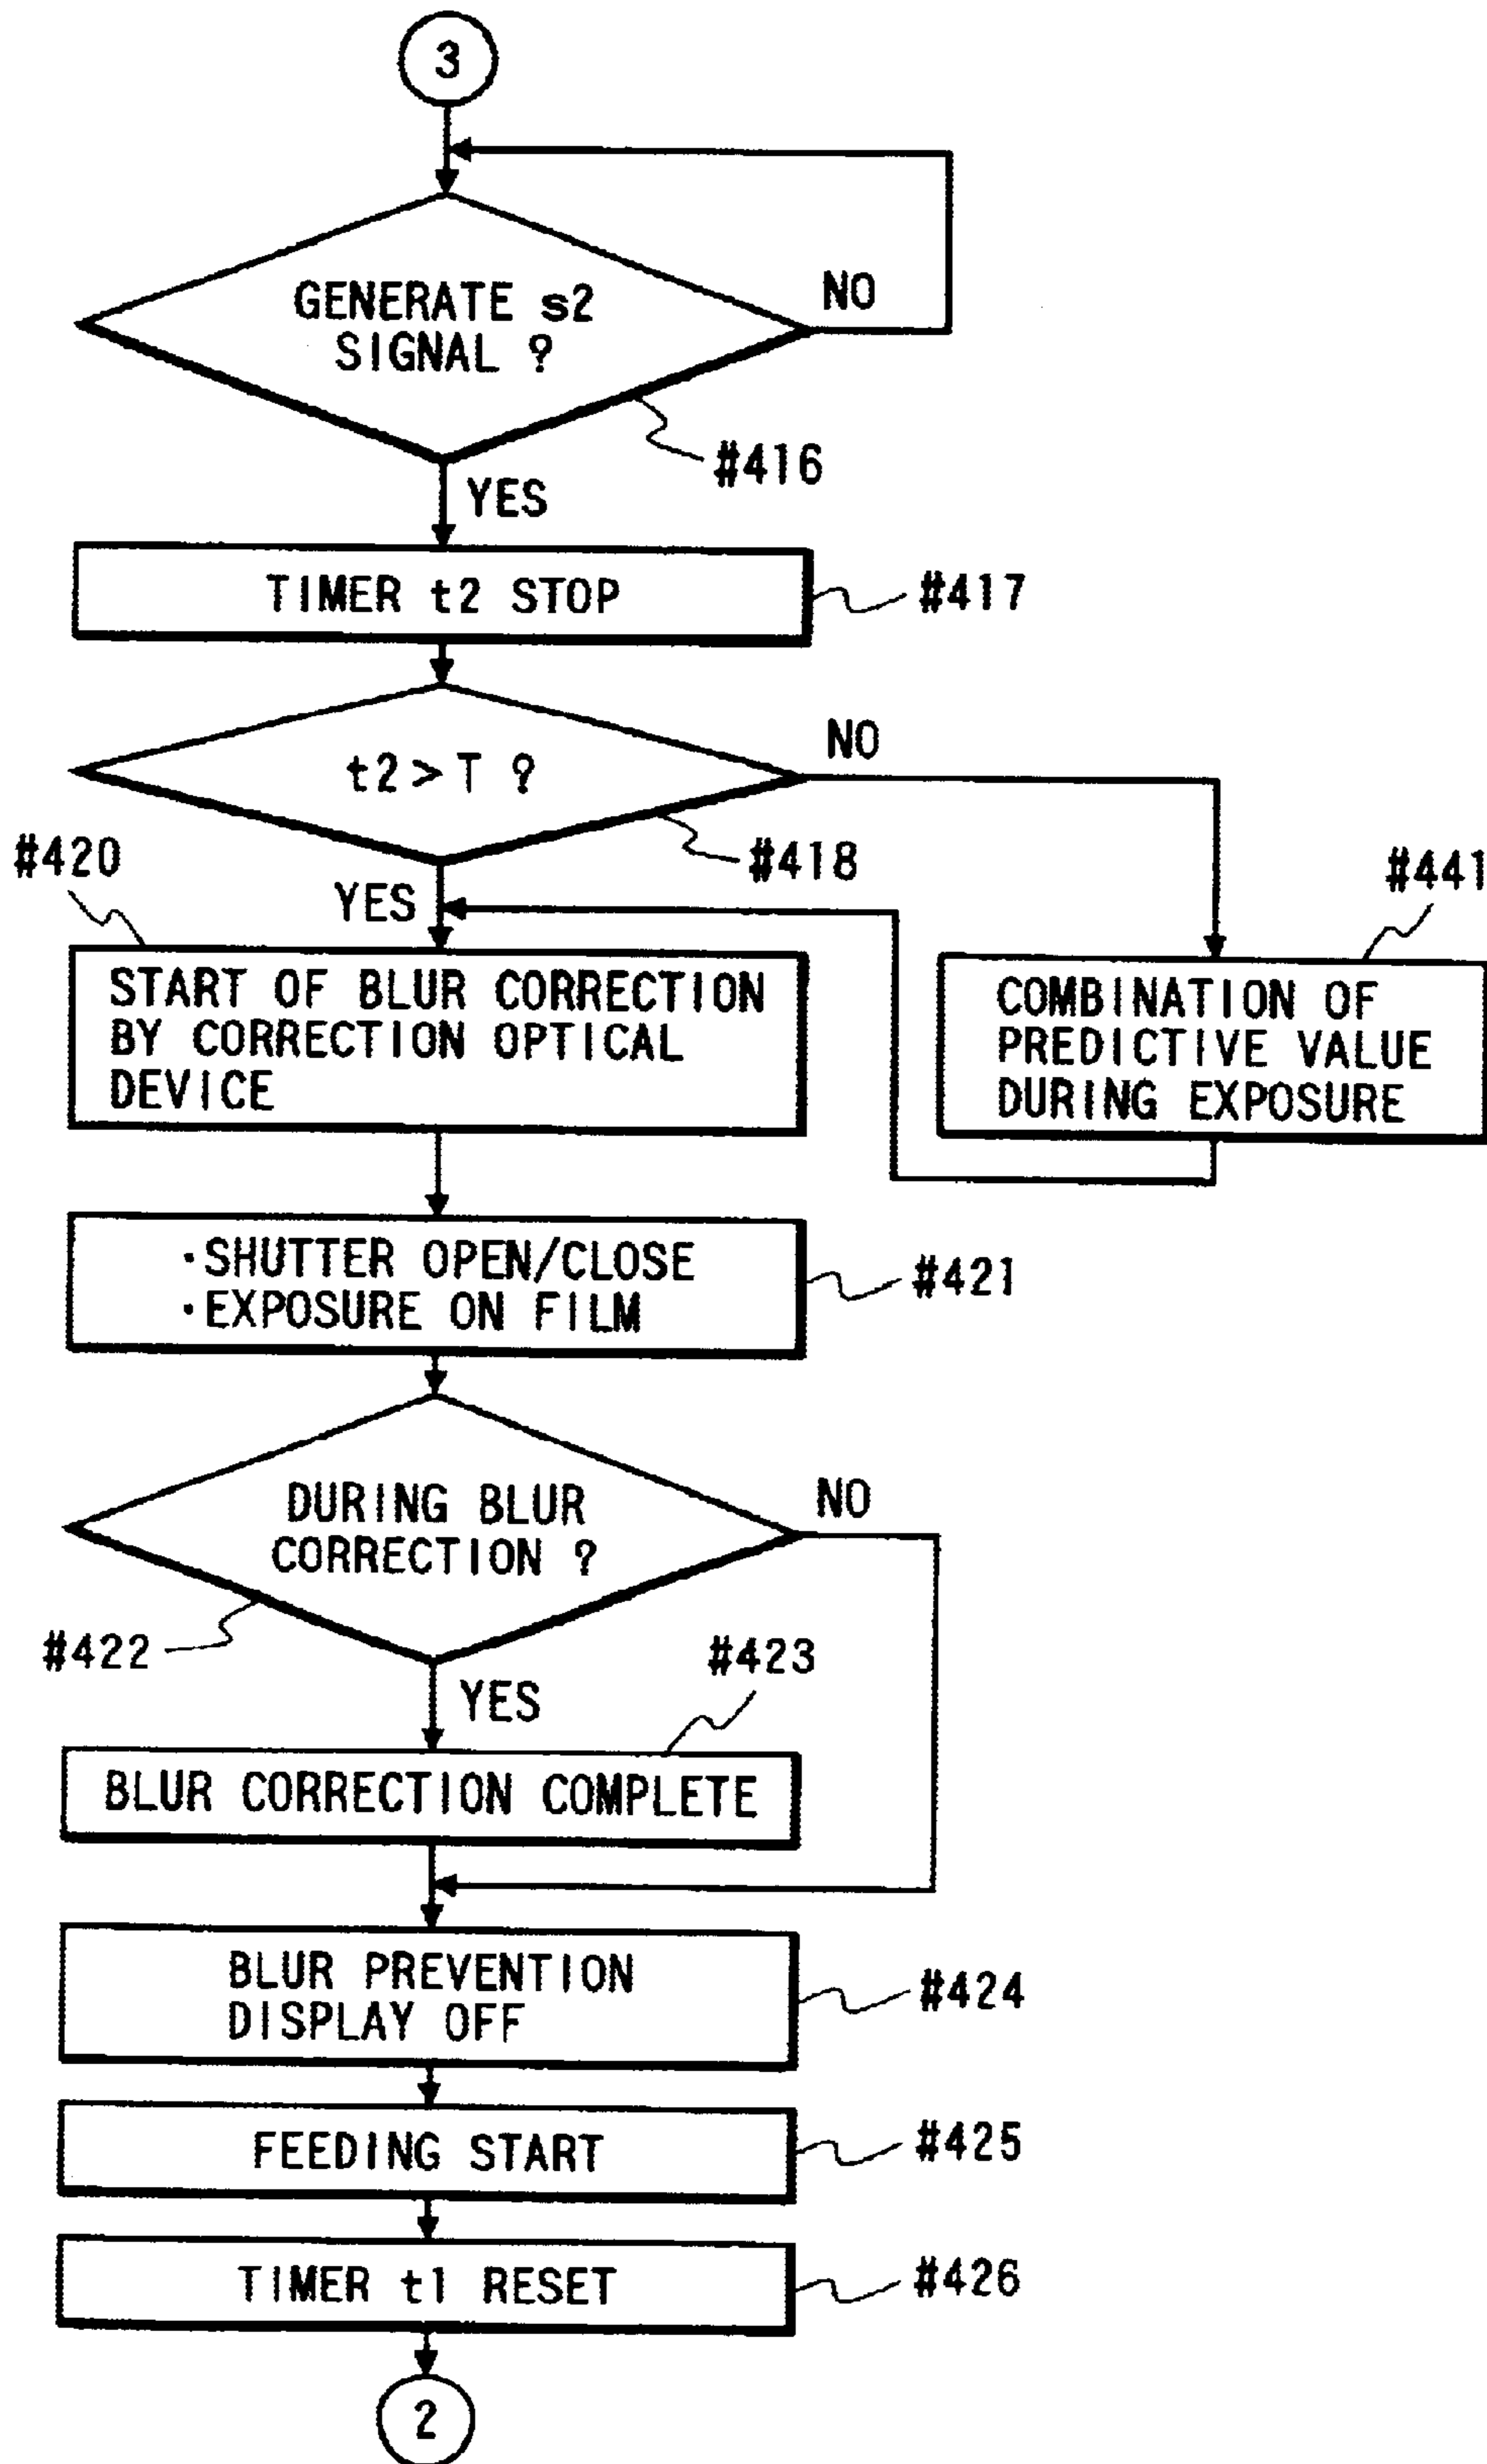 3
GENERATE s2
SIGNAL ?
NO
#416
YES
TIMER t2 STOP
#417
t2 > T ?
NO
#418
#420
YES
#441
START OF BLUR CORRECTION
BY CORRECTION OPTICAL
DEVICE
COMBINATION OF
PREDICTIVE VALUE
DURING EXPOSURE
·SHUTTER OPEN/CLOSE
·EXPOSURE ON FILM
#421
DURING BLUR
CORRECTION ?
NO
#422
#423
YES
BLUR CORRECTION COMPLETE
BLUR PREVENTION
DISPLAY OFF
#424
FEEDING START
#425
TIMER t1 RESET
#426
2